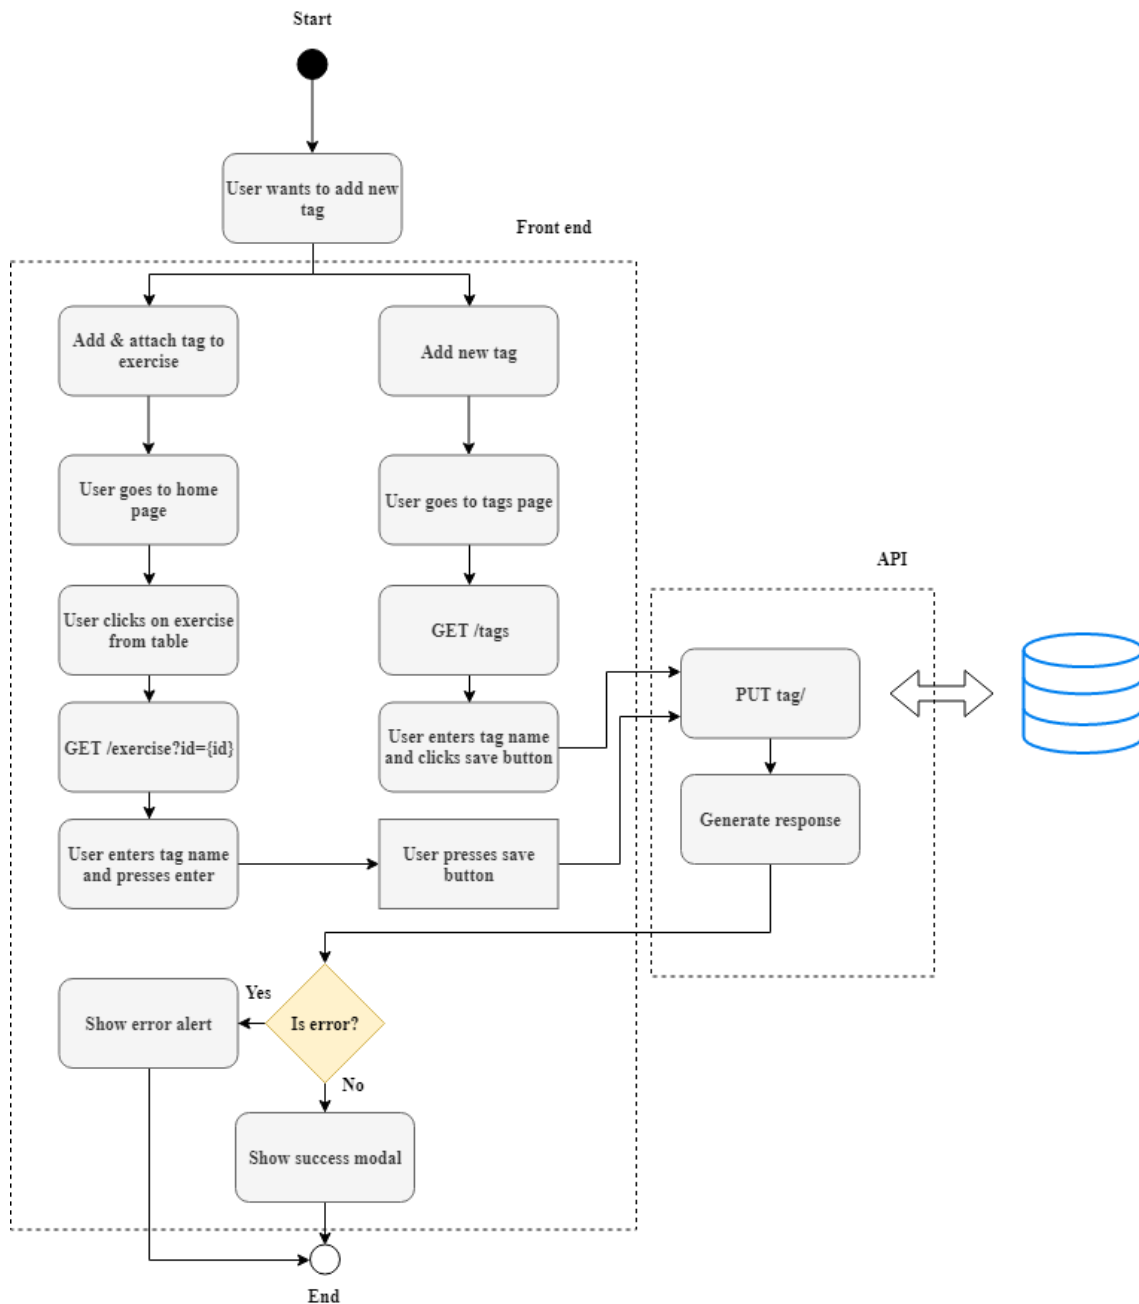 Start
User wants to add new
tag
Front end
Add & attach tag to
exercise
Add new tag
User goes to home
page
User goes to tags page
API
User clicks on exercise
from table
GET /tags
PUT tag/
GET /exercise?id={id}
User enters tag name
and clicks save button
Generate response
User enters tag name
and presses enter
User presses save
button
Yes
Show error alert
Is error?
No
Show success modal
End